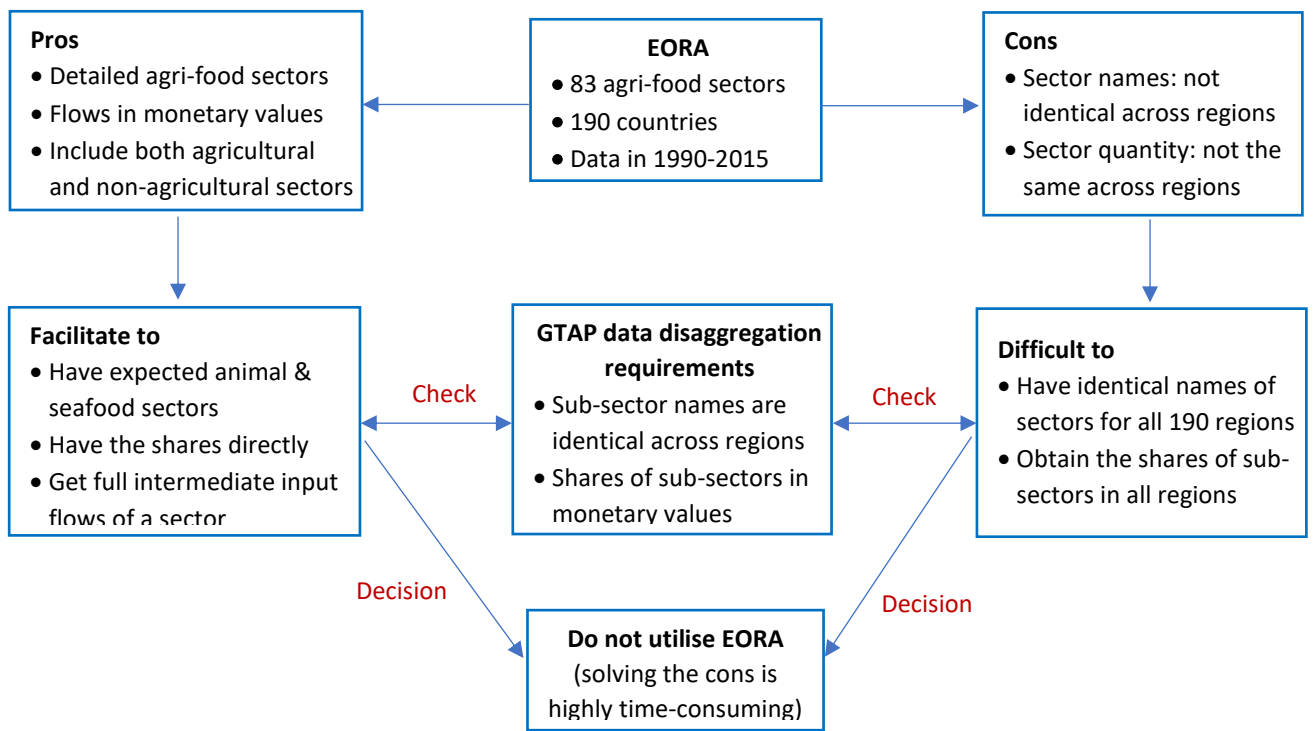 Pros
• Detailed agri-food sectors
• Flows in monetary values
• Include both agricultural
and non-agricultural sectors
EORA
• 83 agri-food sectors
• 190 countries
• Data in 1990-2015
Cons
• Sector names: not
identical across regions
• Sector quantity: not the
same across regions
Facilitate to
• Have expected animal &
seafood sectors
• Have the shares directly
• Get full intermediate input
flows of a sector
Check
GTAP data disaggregation
requirements
• Sub-sector names are
identical across regions
• Shares of sub-sectors in
monetary values
Check
Difficult to
• Have identical names of
sectors for all 190 regions
• Obtain the shares of sub-
sectors in all regions
Decision
Decision
Do not utilise EORA
(solving the cons is
highly time-consuming)